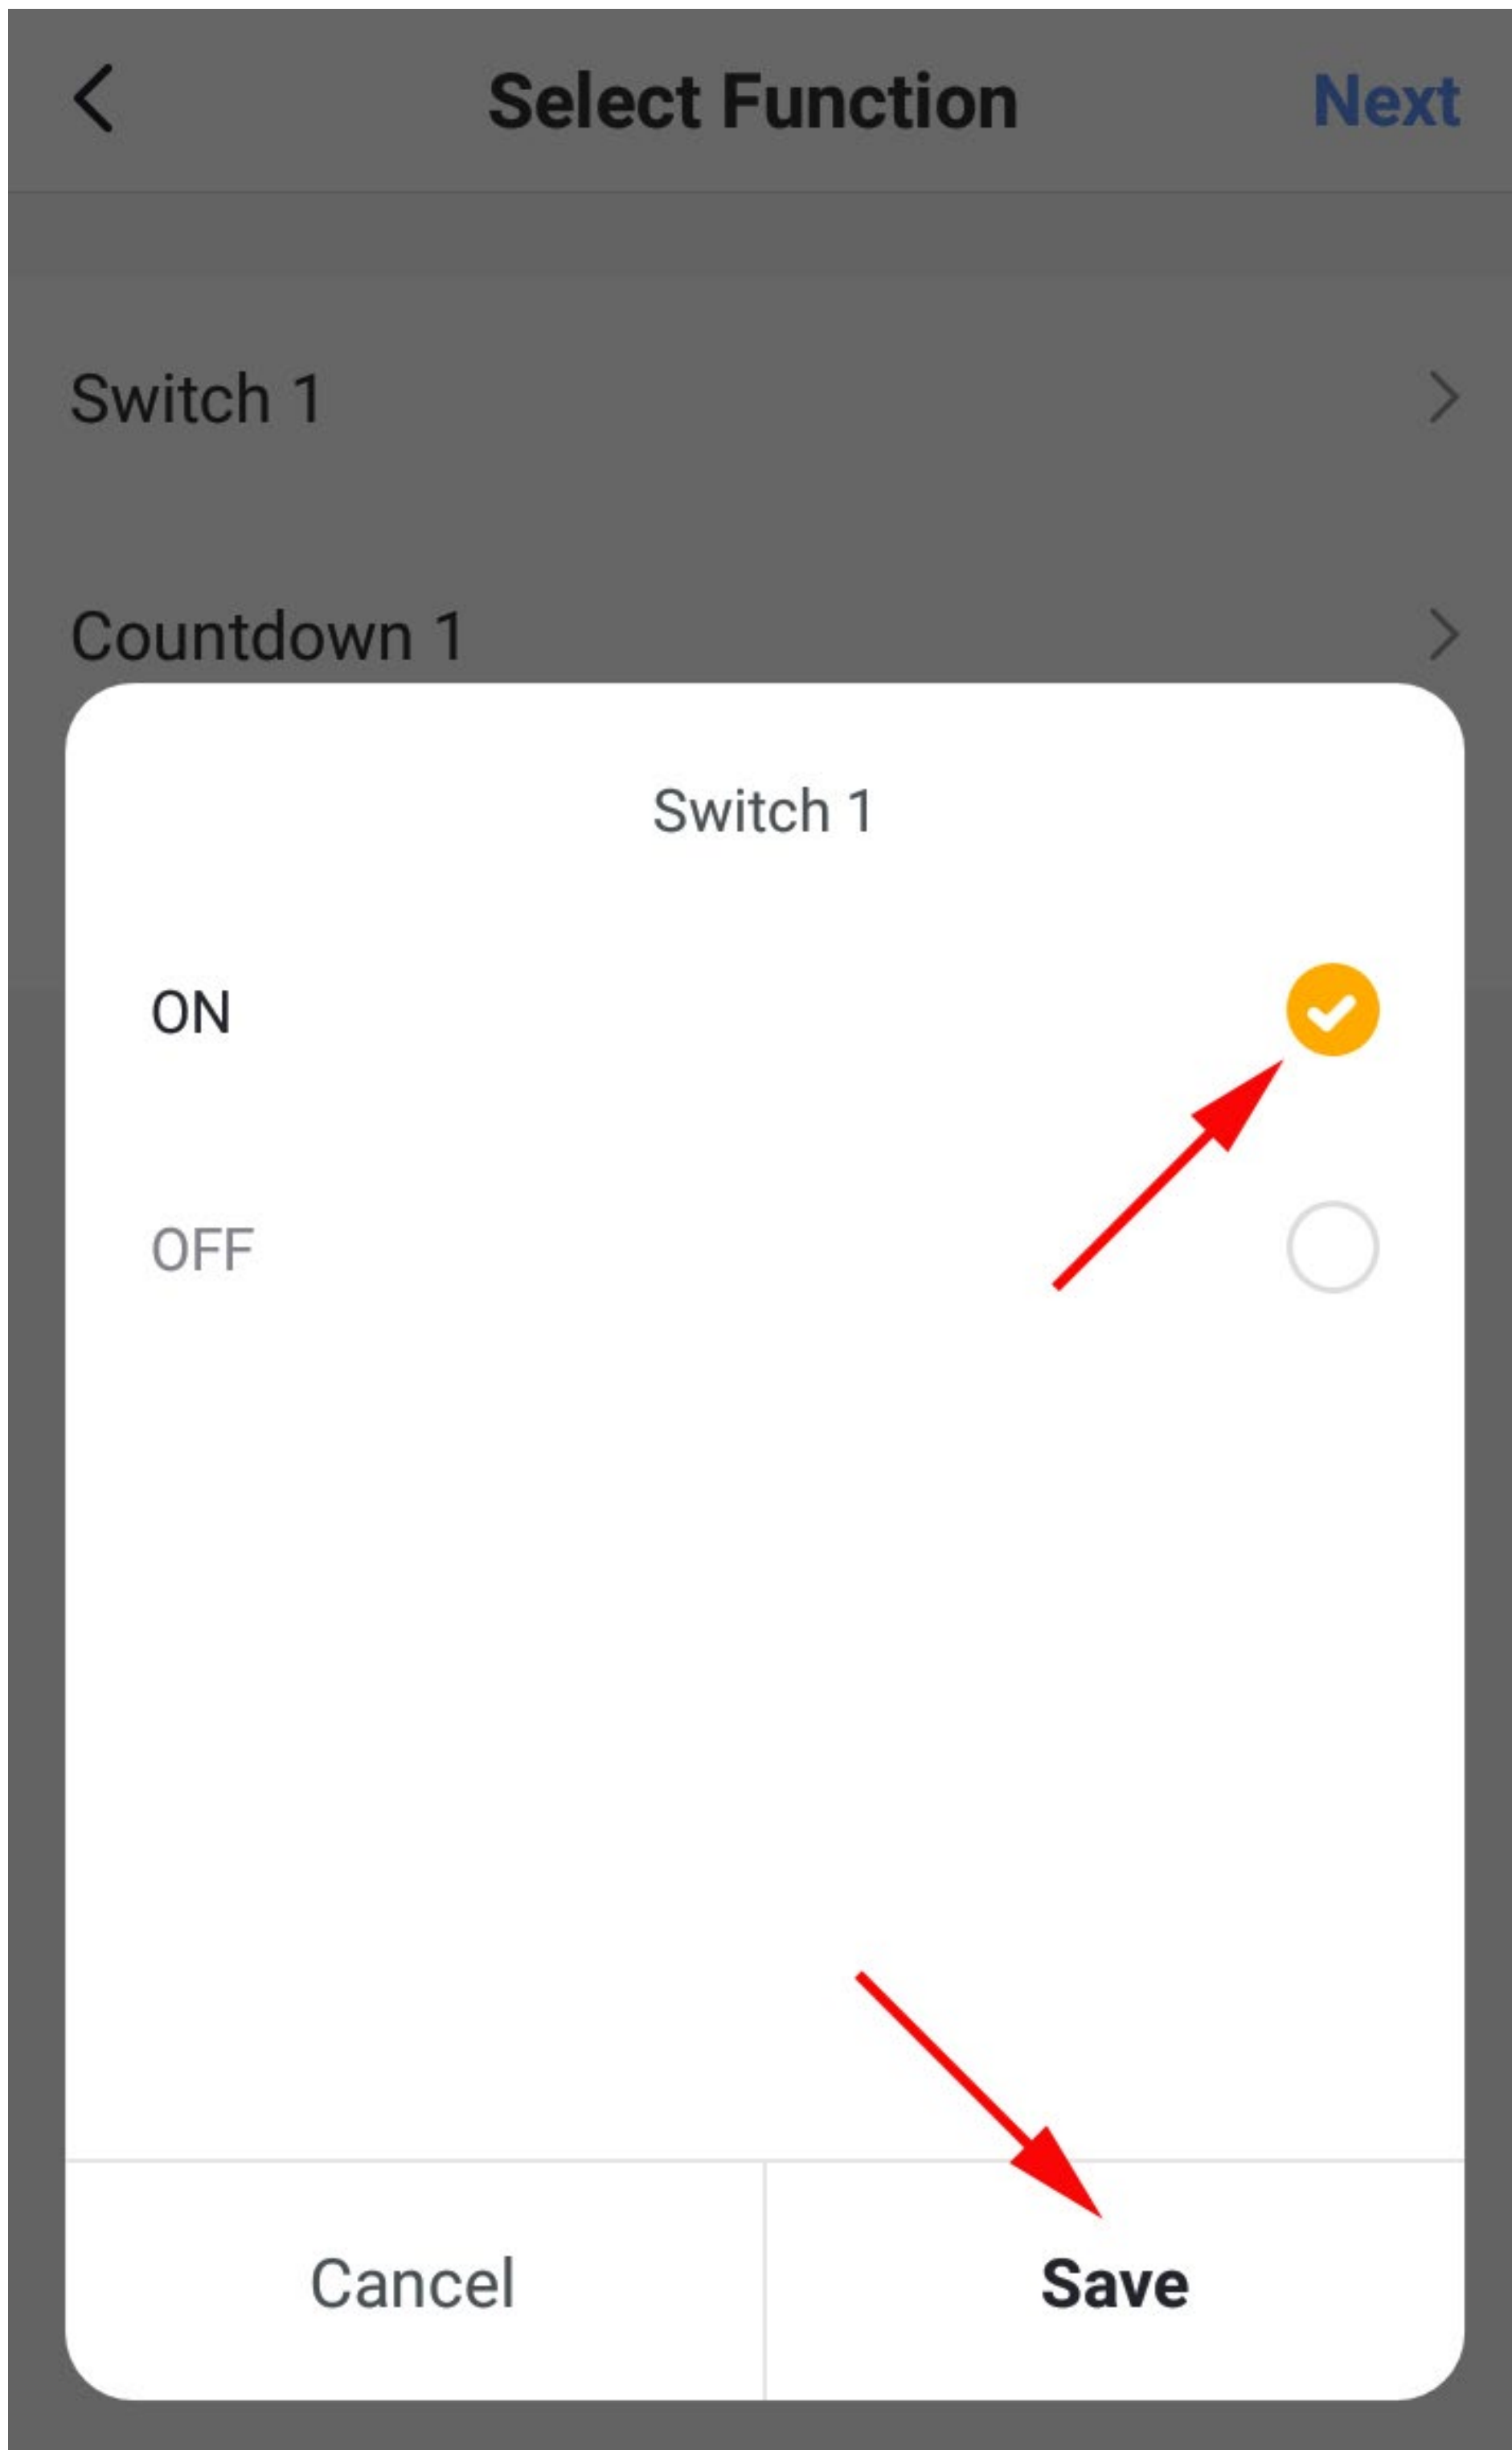 Select Function Next
Switch 1
Countdown 1
Switch 1
ON
OFF
Cancel Save